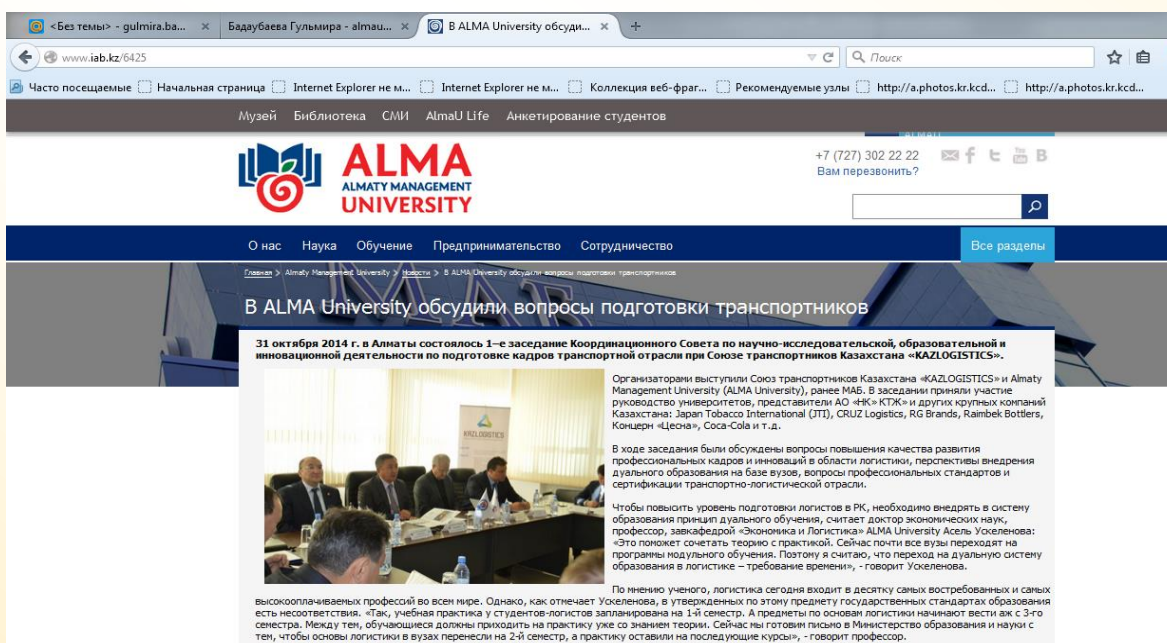 <Без темы> - gulmira.ba... × Бадаубаева Гульмира - almau... × В ALMA University обсуди... × +
www.iab.kz/6425 Поиск
Часто посещаемые Начальная страница Internet Explorer не м... Internet Explorer не м... Коллекция веб-фраг... Рекомендуемые узлы http://a.photos.kr.kcd... http://a.photos.kr.kcd...
Музей Библиотека СМИ AlmaU Life Анкетирование студентов
ALMA
ALMATY MANAGEMENT
UNIVERSITY
+7 (727) 302 22 22
Вам перезвонить?
О нас Наука Обучение Предпринимательство Сотрудничество Все разделы
Главная > Almaty Management University > Новости > В ALMA University обсудили вопросы подготовки транспортников
В ALMA University обсудили вопросы подготовки транспортников
31 октября 2014 г. в Алматы состоялось 1–е заседание Координационного Совета по научно-исследовательской, образовательной и
инновационной деятельности по подготовке кадров транспортной отрасли при Союзе транспортников Казахстана «KAZLOGISTICS».
KAZLOGISTICS
Организаторами выступили Союз транспортников Казахстана «KAZLOGISTICS» и Almaty
Management University (ALMA University), ранее МАБ. В заседании приняли участие
руководство университетов, представители АО «НК» КТЖ» и других крупных компаний
Казахстана: Japan Tobacco International (JTI), CRUZ Logistics, RG Brands, Raimbek Bottlers,
Концерн «Цесна», Coca-Cola и т.д.
В ходе заседания были обсуждены вопросы повышения качества развития
профессиональных кадров и инноваций в области логистики, перспективы внедрения
дуального образования на базе вузов, вопросы профессиональных стандартов и
сертификации транспортно-логистической отрасли.
Чтобы повысить уровень подготовки логистов в РК, необходимо внедрять в систему
образования принцип дуального обучения, считает доктор экономических наук,
профессор, завкафедрой «Экономика и Логистика» ALMA University Асель Ускеленова:
«Это поможет сочетать теорию с практикой. Сейчас почти все вузы переходят на
программы модульного обучения. Поэтому я считаю, что переход на дуальную систему
образования в логистике – требование времени», - говорит Ускеленова.
По мнению ученого, логистика сегодня входит в десятку самых востребованных и самых
высокооплачиваемых профессий во всем мире. Однако, как отмечает Ускеленова, в утвержденных по этому предмету государственных стандартах образования
есть несоответствия. «Так, учебная практика у студентов-логистов запланирована на 1-й семестр. А предметы по основам логистики начинают вести аж с 3-го
семестра. Между тем, обучающиеся должны приходить на практику уже со знанием теории. Сейчас мы готовим письмо в Министерство образования и науки с
тем, чтобы основы логистики в вузах перенесли на 2-й семестр, а практику оставили на последующие курсы», - говорит профессор.